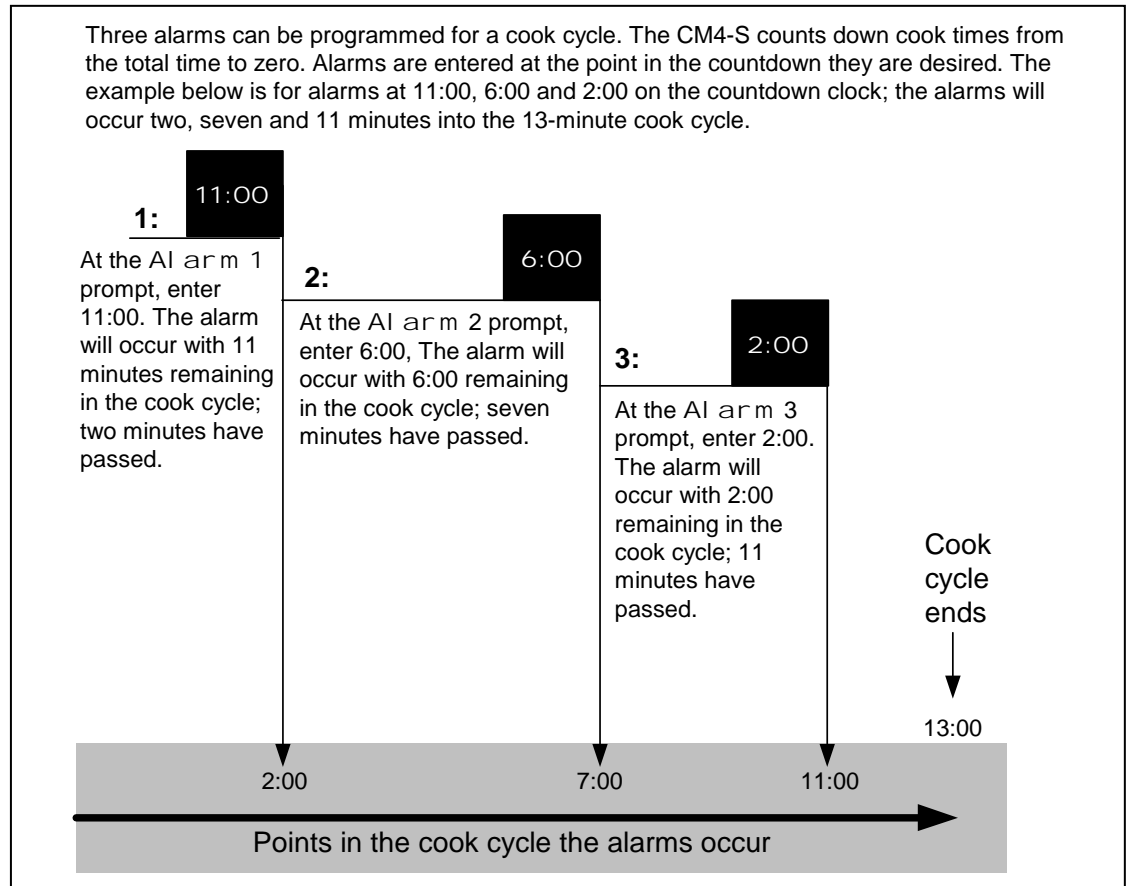 Three alarms can be programmed for a cook cycle. The CM4-S counts down cook times from
the total time to zero. Alarms are entered at the point in the countdown they are desired. The
example below is for alarms at 11:00, 6:00 and 2:00 on the countdown clock; the alarms will
occur two, seven and 11 minutes into the 13-minute cook cycle.
11:00
1:
At the Alarm 1
prompt, enter
11:00. The alarm
will occur with 11
minutes remaining
in the cook cycle;
two minutes have
passed.
6:00
2:
At the Alarm 2 prompt,
enter 6:00, The alarm will
occur with 6:00 remaining
in the cook cycle; seven
minutes have passed.
2:00
3:
At the Alarm 3
prompt, enter 2:00.
The alarm will
occur with 2:00
remaining in the
cook cycle; 11
minutes have
passed.
Cook
cycle
ends
13:00
2:00
7:00
11:00
Points in the cook cycle the alarms occur